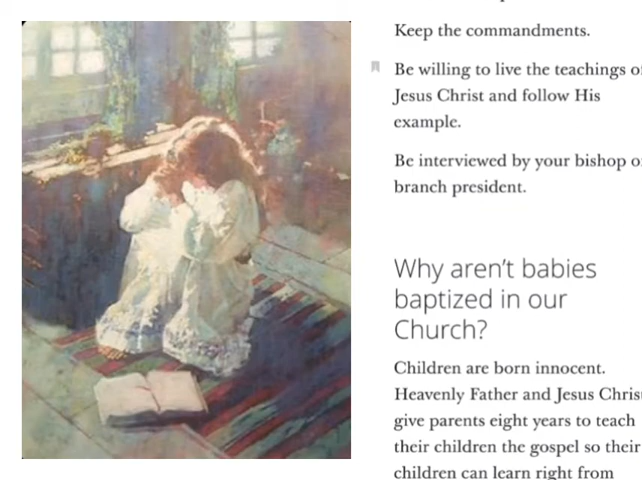 Keep the commandments.
Be willing to live the teachings
Jesus Christ and follow His
example.
Be interviewed by your bishop
branch president.
Why aren’t babies
baptized in our
Church?
Children are born innocent.
Heavenly Father and Jesus
give parents eight years to teach
their children the gospel so their
children can learn right from